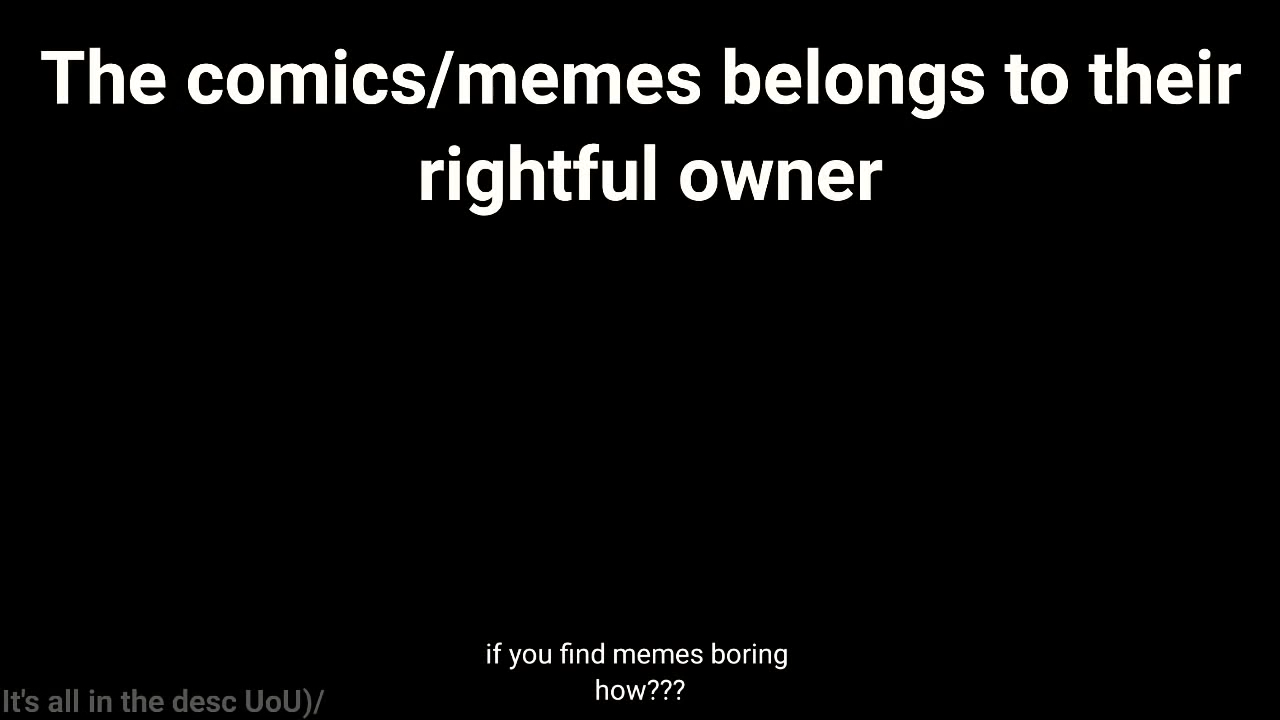 The comics/memes belongs to their
rightful owner
if you find memes boring
how???
It's all in the desc UoU)/